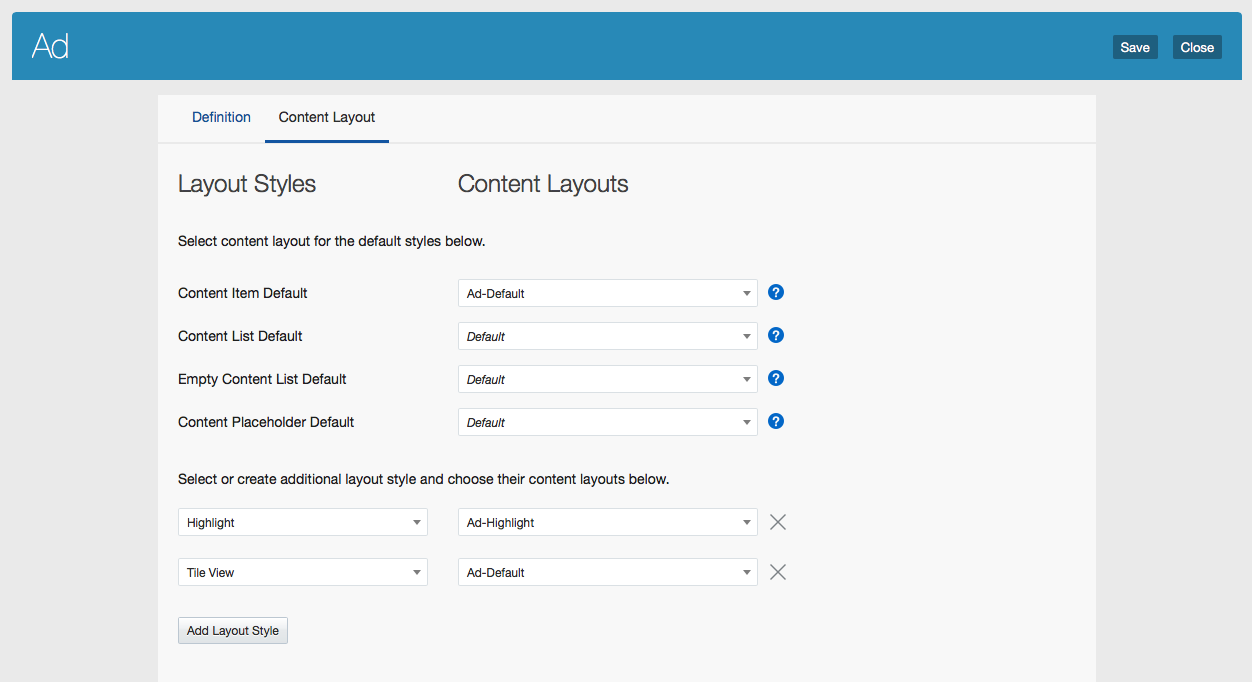 Ad
Save Close
Definition Content Layout
Layout Styles Content Layouts
Select content layout for the default styles below.
Content Item Default Ad-Default ?
Content List Default Default ?
Empty Content List Default Default ?
Content Placeholder Default Default ?
Select or create additional layout style and choose their content layouts below.
Highlight Ad-Highlight
Tile View Ad-Default
Add Layout Style